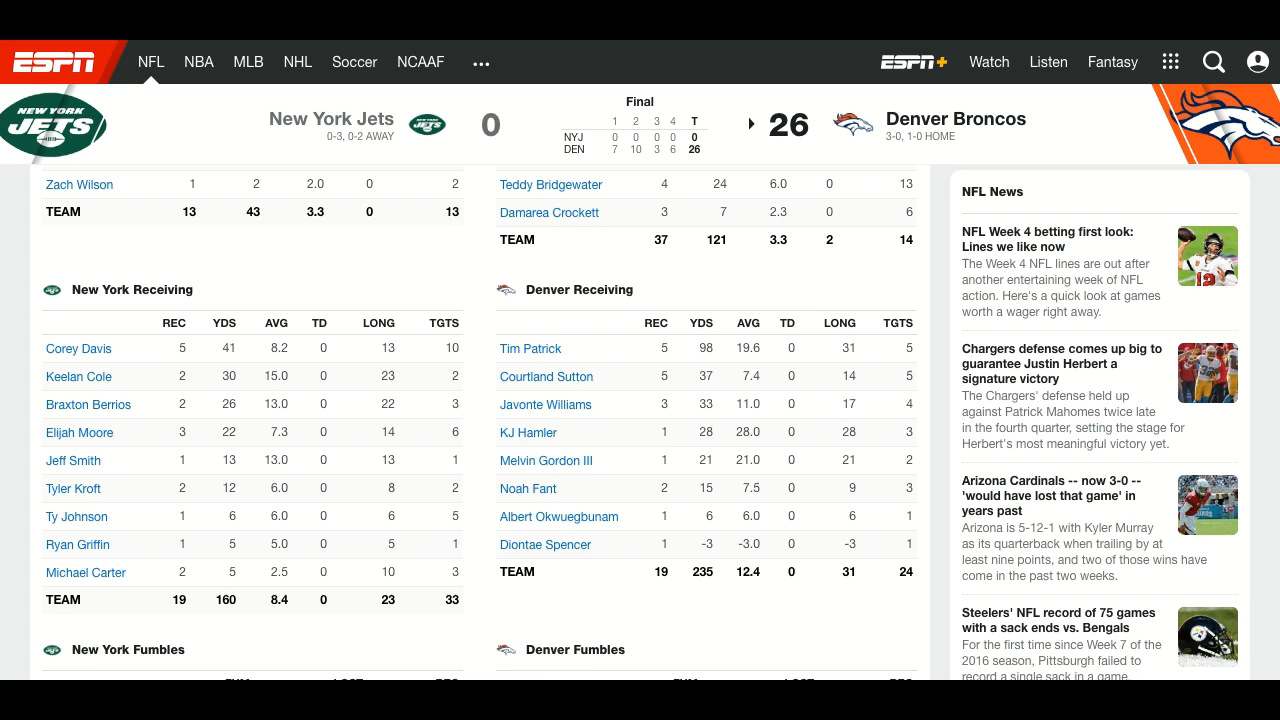 ESPN NFL NBA MLB NHL Soccer NCAAF ... ESPN+ Watch Listen Fantasy
NEW YORK JETS
New York Jets
0-3, 0-2 AWAY
0
Final
1 2 3 4 T
NYJ 0 0 0 0 0
DEN 7 10 3 6 26
26
Denver Broncos
3-0, 1-0 HOME
Zach Wilson 1 2 2.0 0 2
TEAM 13 43 3.3 0 13
Teddy Bridgewater 4 24 6.0 0 13
Damarea Crockett 3 7 2.3 0 6
TEAM 37 121 3.3 2 14
New York Receiving
REC YDS AVG TD LONG TGTS
Corey Davis 5 41 8.2 0 13 10
Keelan Cole 2 30 15.0 0 23 2
Braxton Berrios 2 26 13.0 0 22 3
Elijah Moore 3 22 7.3 0 14 6
Jeff Smith 1 13 13.0 0 13 1
Tyler Kroft 2 12 6.0 0 8 2
Ty Johnson 1 6 6.0 0 6 5
Ryan Griffin 1 5 5.0 0 5 1
Michael Carter 2 5 2.5 0 10 3
TEAM 19 160 8.4 0 23 33
Denver Receiving
REC YDS AVG TD LONG TGTS
Tim Patrick 5 98 19.6 0 31 5
Courtland Sutton 5 37 7.4 0 14 5
Javonte Williams 3 33 11.0 0 17 4
KJ Hamler 1 28 28.0 0 28 3
Melvin Gordon III 1 21 21.0 0 21 2
Noah Fant 2 15 7.5 0 9 3
Albert Okwuegbunam 1 6 6.0 0 6 1
Diontae Spencer 1 -3 -3.0 0 -3 1
TEAM 19 235 12.4 0 31 24
New York Fumbles
Denver Fumbles
NFL News
NFL Week 4 betting first look:
Lines we like now
The Week 4 NFL lines are out after
another entertaining week of NFL
action. Here's a quick look at games
worth a wager right away.
Chargers defense comes up big to
guarantee Justin Herbert a
signature victory
The Chargers' defense held up
against Patrick Mahomes twice late
in the fourth quarter, setting the stage for
Herbert's most meaningful victory yet.
Arizona Cardinals -- now 3-0 --
'would have lost that game' in
years past
Arizona is 5-12-1 with Kyler Murray
as its quarterback when trailing by at
least nine points, and two of those wins have
come in the past two weeks.
Steelers' NFL record of 75 games
with a sack ends vs. Bengals
For the first time since Week 7 of the
2016 season, Pittsburgh failed to
record a single sack in a game.